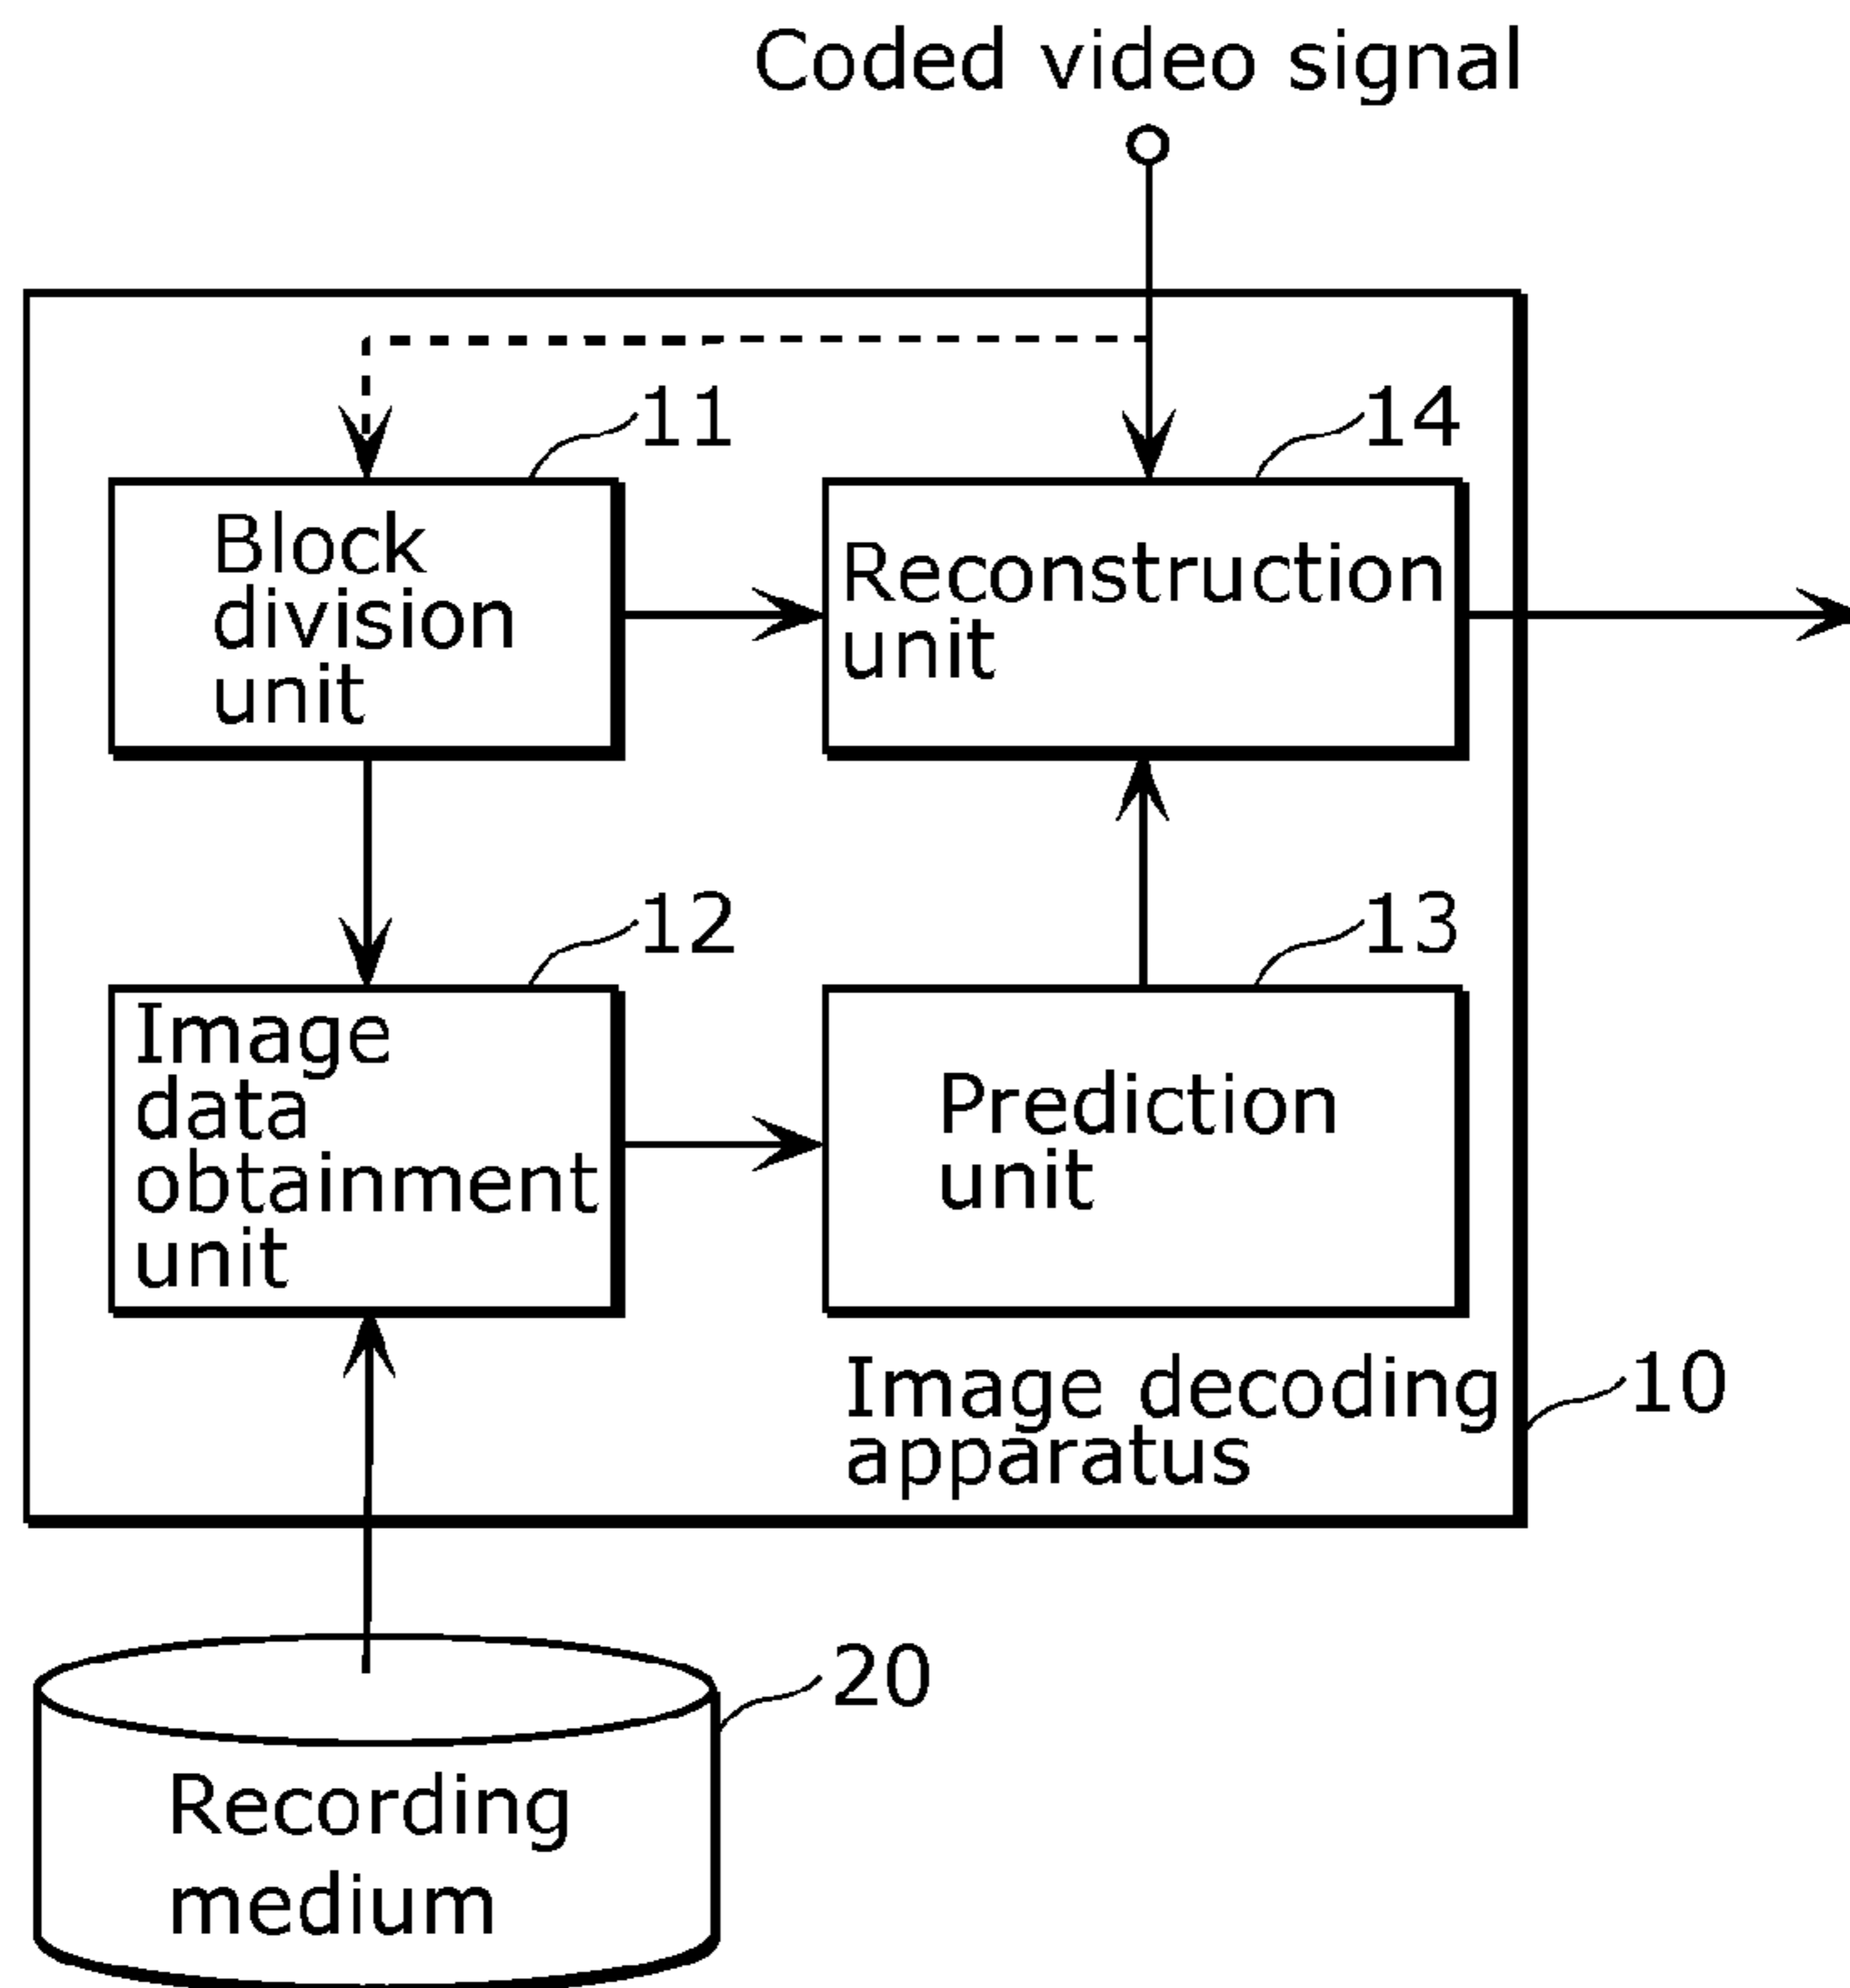 Coded video signal
11
14
Block
division
unit
Reconstruction
unit
12
13
Image
data
obtainment
unit
Prediction
unit
Image decoding
apparatus
10
20
Recording
medium